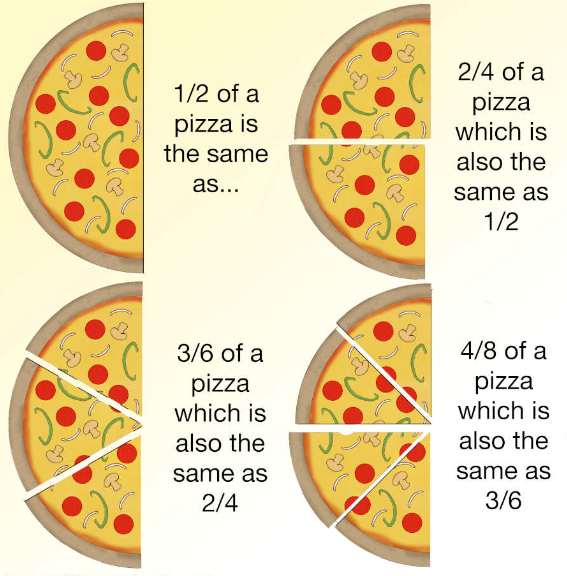 1/2 of a
pizza is
the same
as...
2/4 of a
pizza
which is
also the
same as
1/2
3/6 of a
pizza
which is
also the
same as
2/4
4/8 of a
pizza
which is
also the
same as
3/6